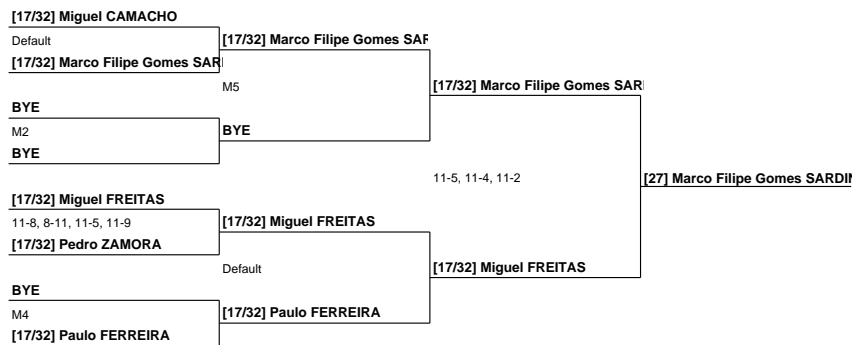 [17/32] Miguel CAMACHO
Default
[17/32] Marco Filipe Gomes SAR
[17/32] Marco Filipe Gomes SAR
M5
[17/32] Marco Filipe Gomes SAR
BYE
M2
BYE
BYE
11-5, 11-4, 11-2
[27] Marco Filipe Gomes SARDIN
[17/32] Miguel FREITAS
11-8, 8-11, 11-5, 11-9
[17/32] Miguel FREITAS
[17/32] Pedro ZAMORA
Default
[17/32] Miguel FREITAS
BYE
M4
[17/32] Paulo FERREIRA
[17/32] Paulo FERREIRA